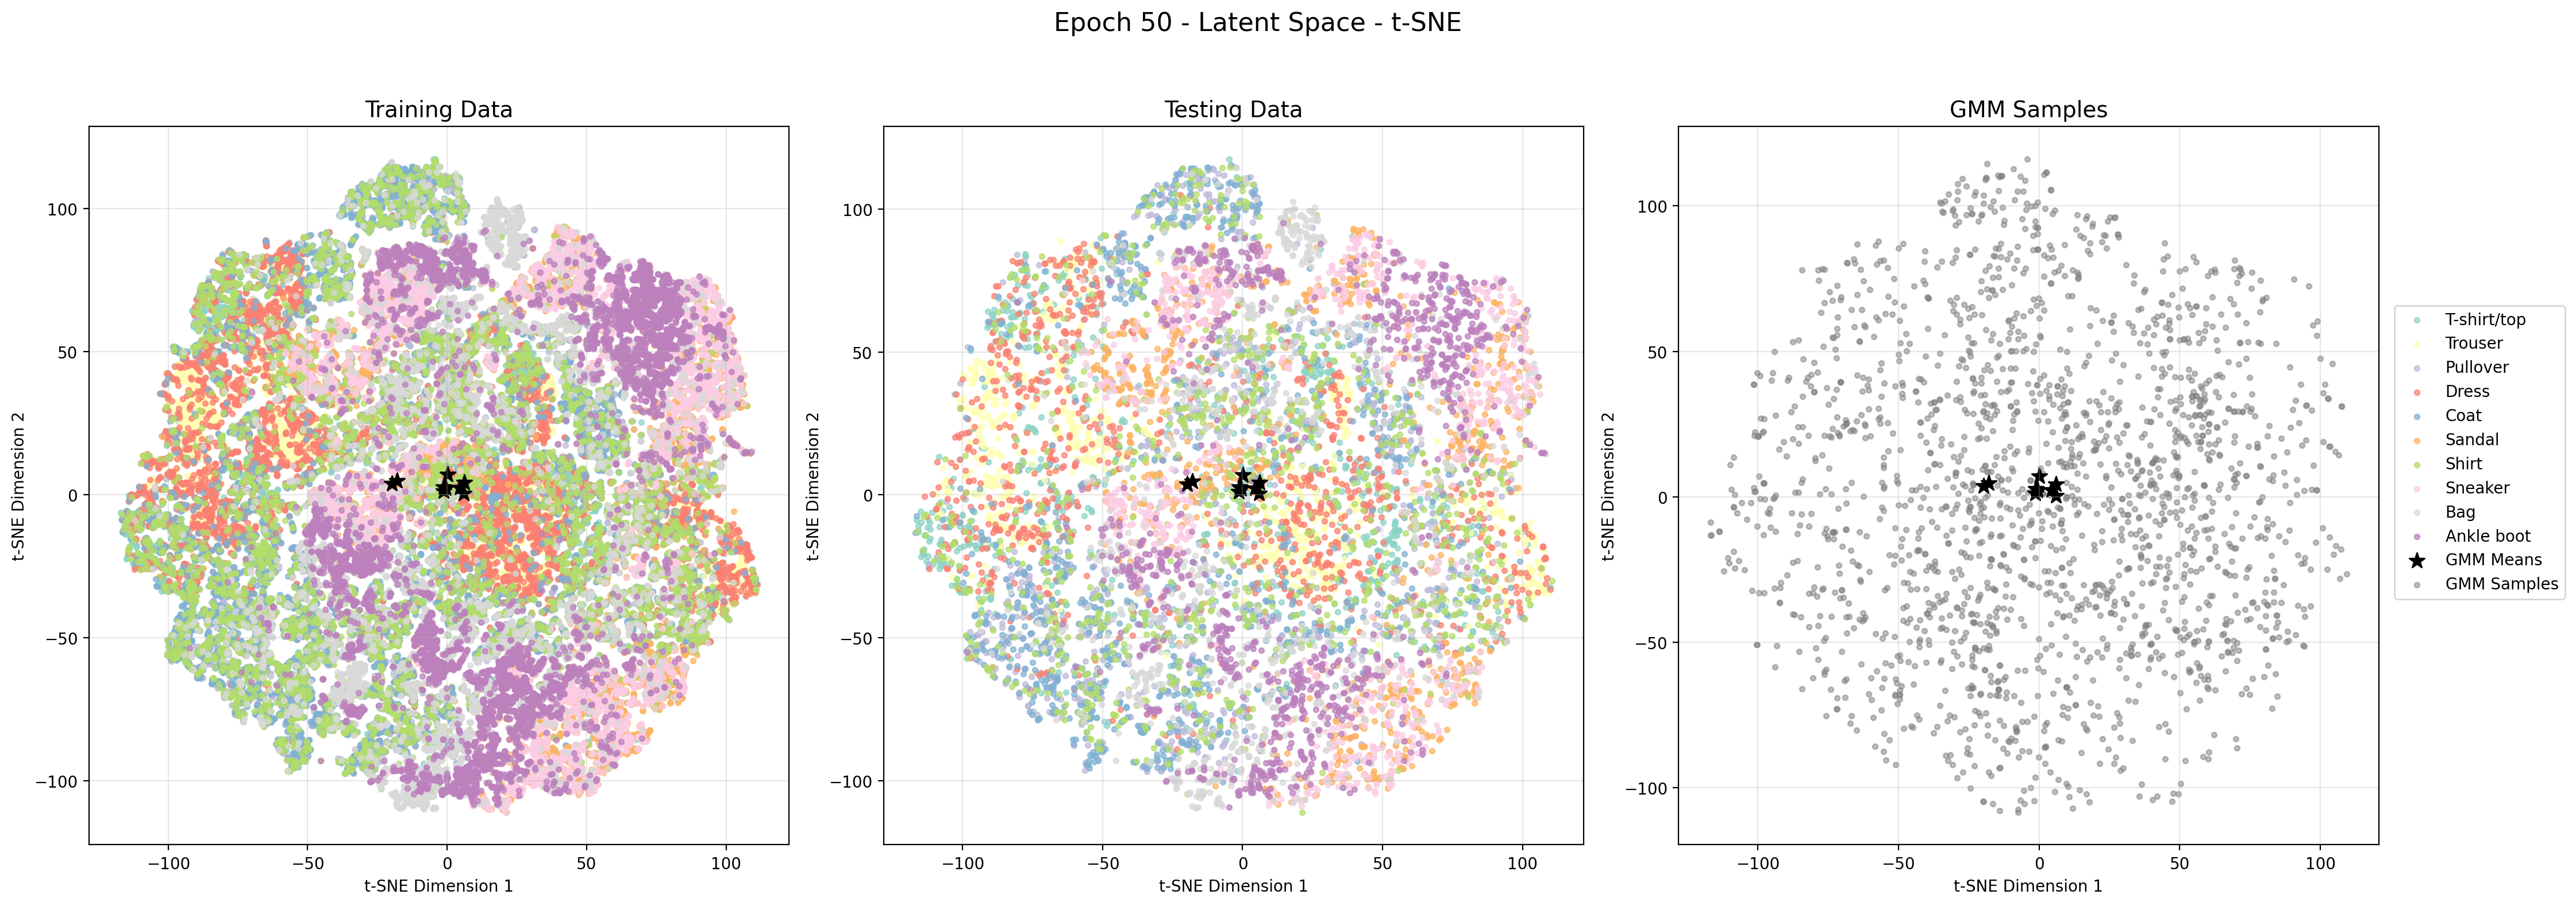 Epoch 50 - Latent Space - t-SNE
Training Data
t-SNE Dimension 2
100
50
0
−50
−100
−100
−50
0
50
100
t-SNE Dimension 1
Testing Data
t-SNE Dimension 2
100
50
0
−50
−100
−100
−50
0
50
100
t-SNE Dimension 1
GMM Samples
t-SNE Dimension 2
100
50
0
−50
−100
−100
−50
0
50
100
t-SNE Dimension 1
T-shirt/top
Trouser
Pullover
Dress
Coat
Sandal
Shirt
Sneaker
Bag
Ankle boot
GMM Means
GMM Samples